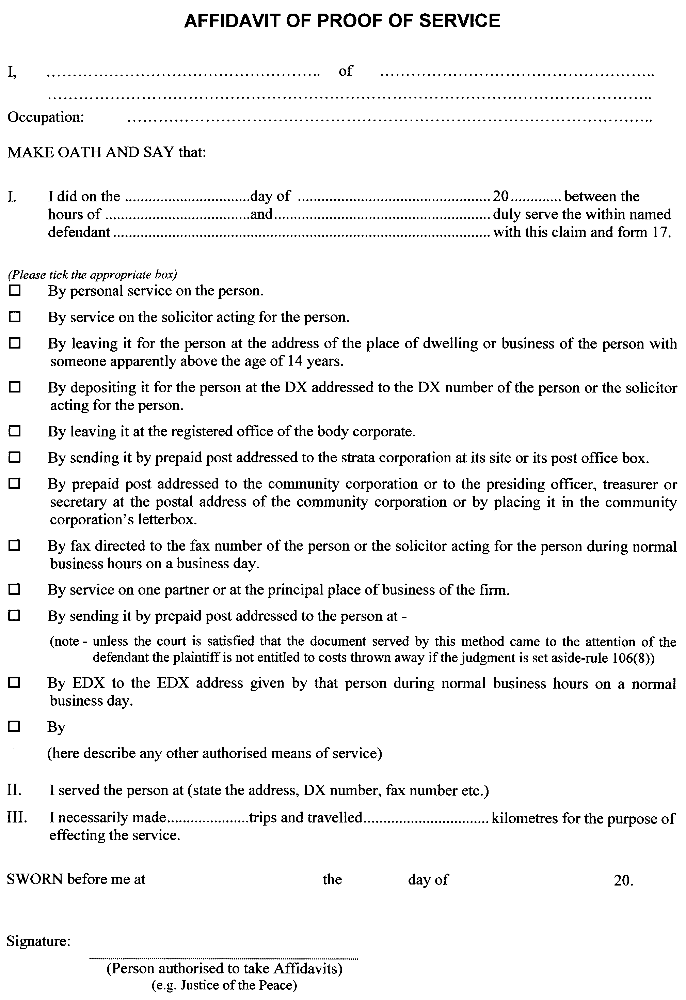 AFFIDAVIT OF PROOF OF SERVICE
I, ........................................................ of ........................................................
........................................................................................................................
Occupation: ........................................................................................................
MAKE OATH AND SAY that:
I. I did on the ................................day of ................................................ 20............. between the
hours of .....................................and...................................................... duly serve the within named
defendant ................................................................................................ with this claim and form 17.
(Please tick the appropriate box)
☐ By personal service on the person.
☐ By service on the solicitor acting for the person.
☐ By leaving it for the person at the address of the place of dwelling or business of the person with
someone apparently above the age of 14 years.
☐ By depositing it for the person at the DX addressed to the DX number of the person or the solicitor
acting for the person.
☐ By leaving it at the registered office of the body corporate.
☐ By sending it by prepaid post addressed to the strata corporation at its site or its post office box.
☐ By prepaid post addressed to the community corporation or to the presiding officer, treasurer or
secretary at the postal address of the community corporation or by placing it in the community
corporation's letterbox.
☐ By fax directed to the fax number of the person or the solicitor acting for the person during normal
business hours on a business day.
☐ By service on one partner or at the principal place of business of the firm.
☐ By sending it by prepaid post addressed to the person at -
(note - unless the court is satisfied that the document served by this method came to the attention of the
defendant the plaintiff is not entitled to costs thrown away if the judgment is set aside-rule 106(8))
☐ By EDX to the EDX address given by that person during normal business hours on a normal
business day.
☐ By
(here describe any other authorised means of service)
II. I served the person at (state the address, DX number, fax number etc.)
III. I necessarily made.....................trips and travelled................................ kilometres for the purpose of
effecting the service.
SWORN before me at the day of 20.
Signature:
........................................................
(Person authorised to take Affidavits)
(e.g. Justice of the Peace)